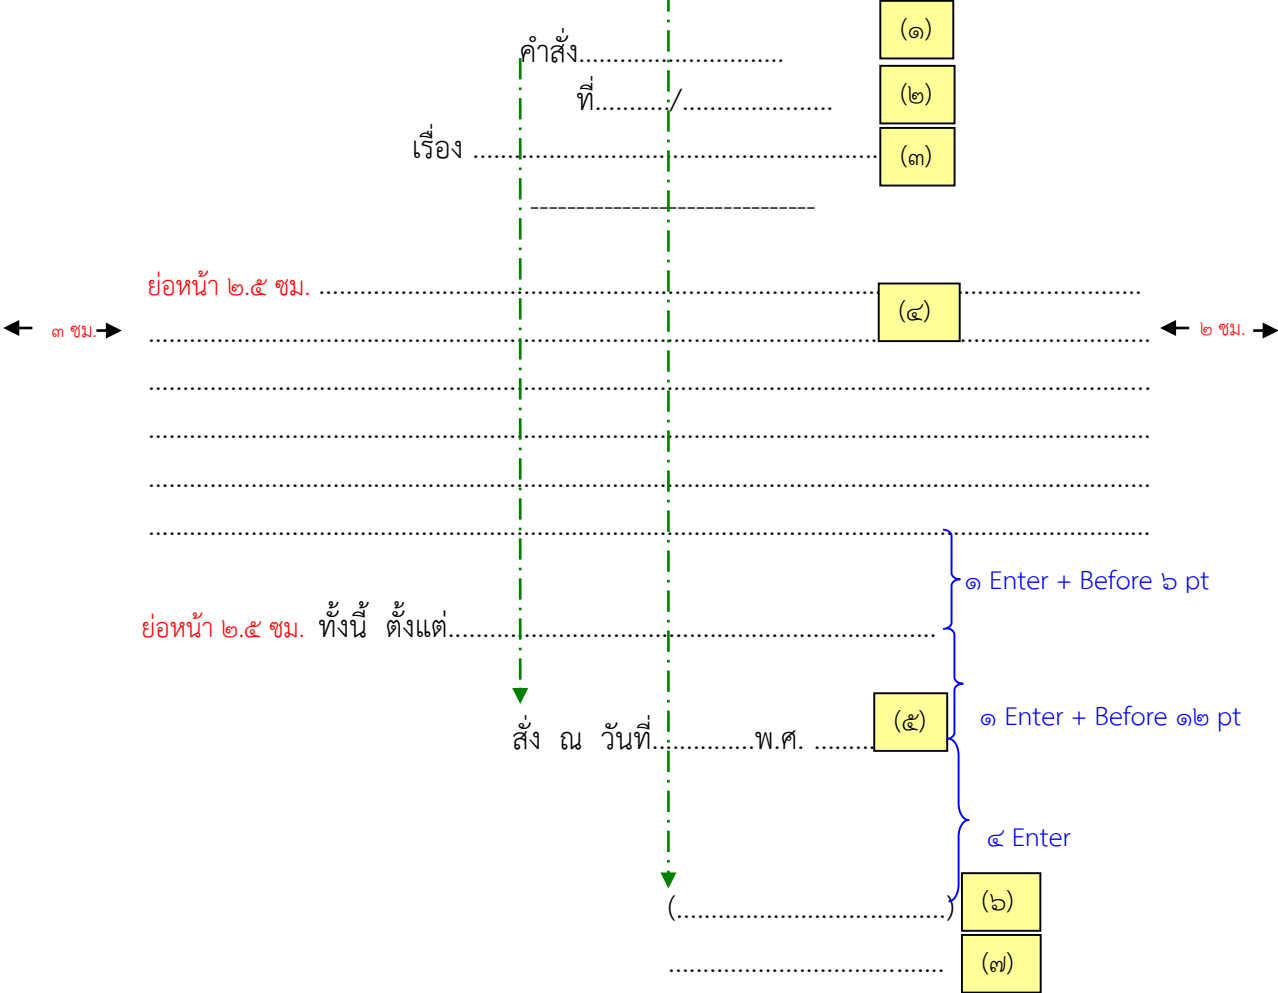 คำสั่ง.............................. (๑)
ที่.........../...................... (๒)
เรื่อง ............................................................ (๓)
-------------------------------
ย่อหน้า ๒.๕ ซม. ......................................................................................................................... (๔)
๓ ซม. .................................................................................................................................................. ๒ ซม.
..................................................................................................................................................
..................................................................................................................................................
..................................................................................................................................................
..................................................................................................................................................
๑ Enter + Before ๖ pt
ย่อหน้า ๒.๕ ซม. ทั้งนี้ ตั้งแต่.......................................................................
สั่ง ณ วันที่...............พ.ศ. ......... (๕) ๑ Enter + Before ๑๒ pt
๔ Enter
(.......................................) (๖)
........................................ (๗)